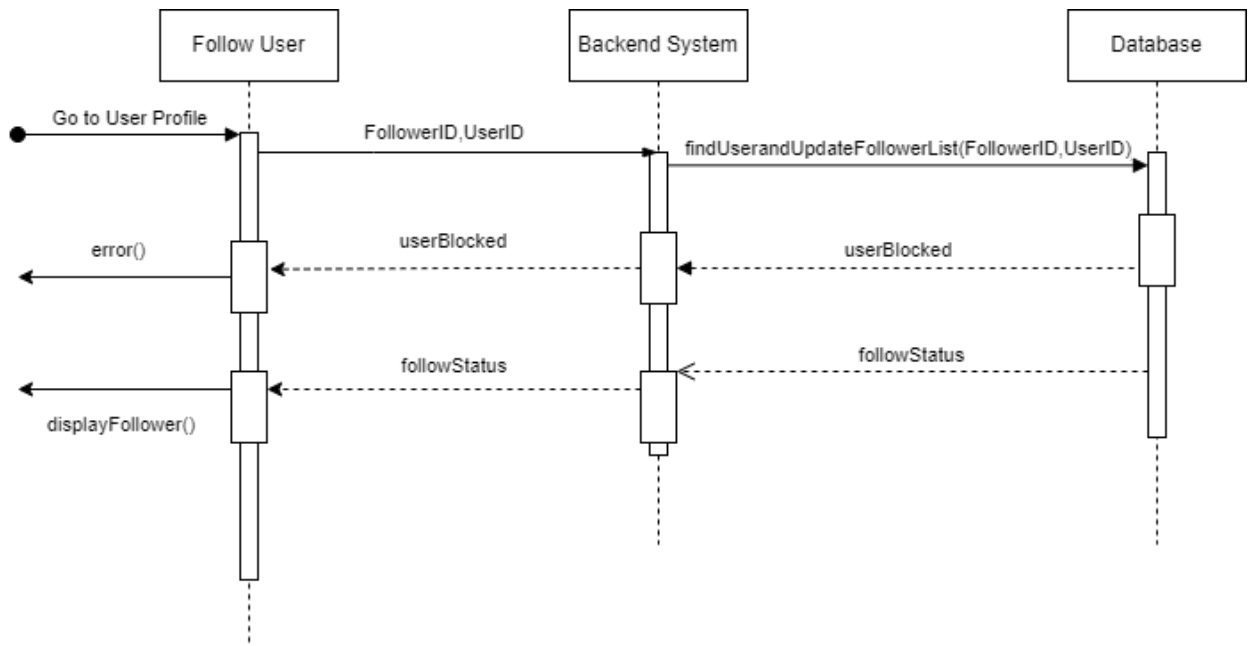 Follow User
Backend System
Database
Go to User Profile
FollowerID,UserID
findUserandUpdateFollowerList(FollowerID,UserID)
error()
userBlocked
userBlocked
followStatus
followStatus
displayFollower()